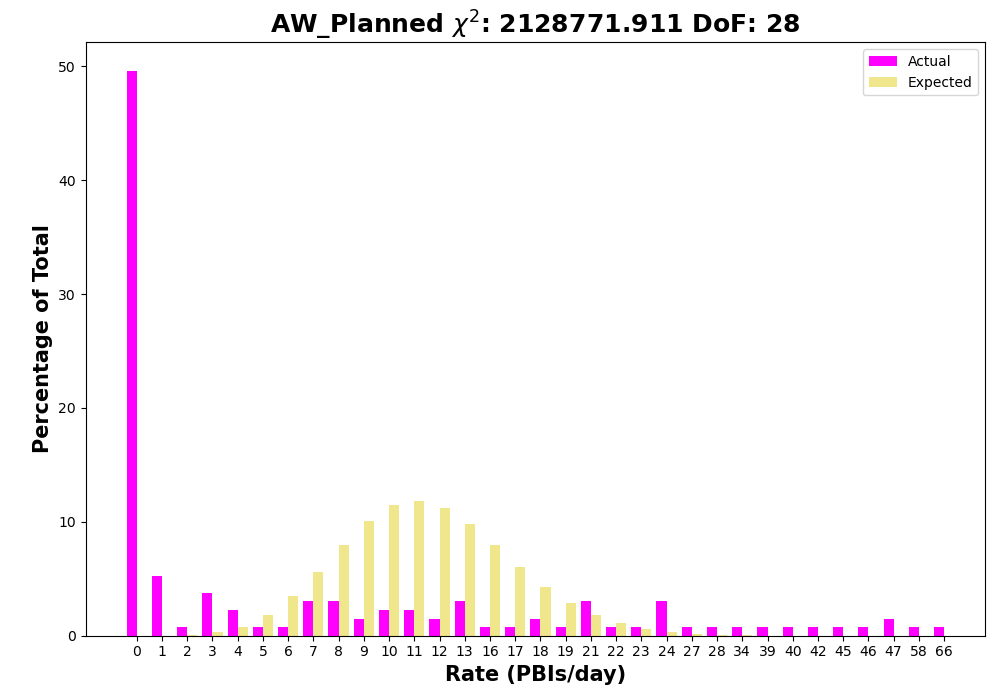 AW_Planned χ²: 2128771.911 DoF: 28
Actual
Expected
Percentage of Total
50
40
30
20
10
0
0 1 2 3 4 5 6 7 8 9 10 11 12 13 16 17 18 19 21 22 23 24 27 28 34 39 40 42 45 46 47 58 66
Rate (PBIs/day)